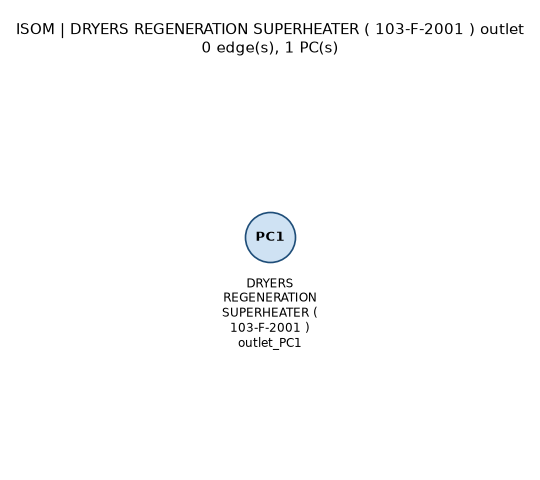 ISOM | DRYERS REGENERATION SUPERHEATER ( 103-F-2001 ) outlet
0 edge(s), 1 PC(s)
PC1
DRYERS
REGENERATION
SUPERHEATER (
103-F-2001 )
outlet_PC1